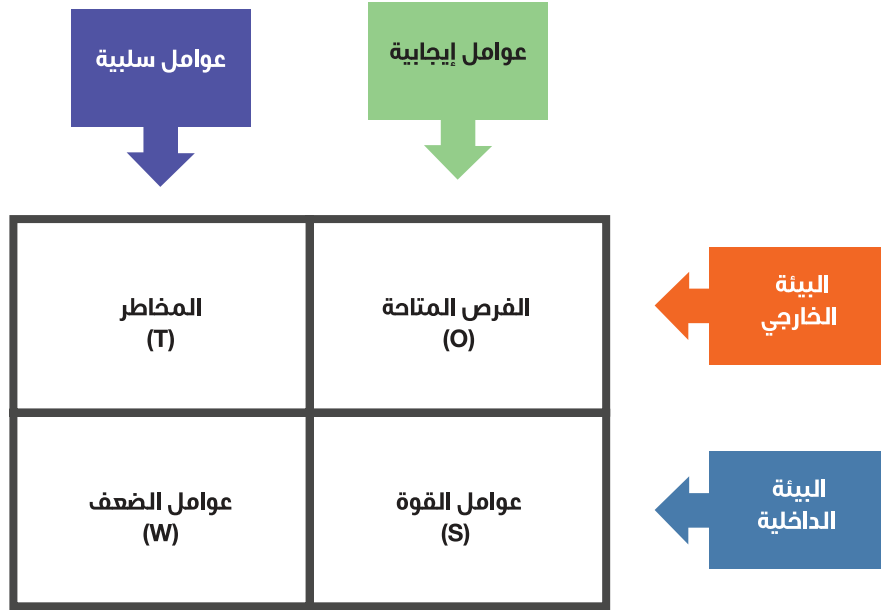 عوامل إيجابية
عوامل سلبية
البيئة
الخارجي
الفرص المتاحة
(O)
المخاطر
(T)
البيئة
الداخلية
عوامل القوة
(S)
عوامل الضعف
(W)